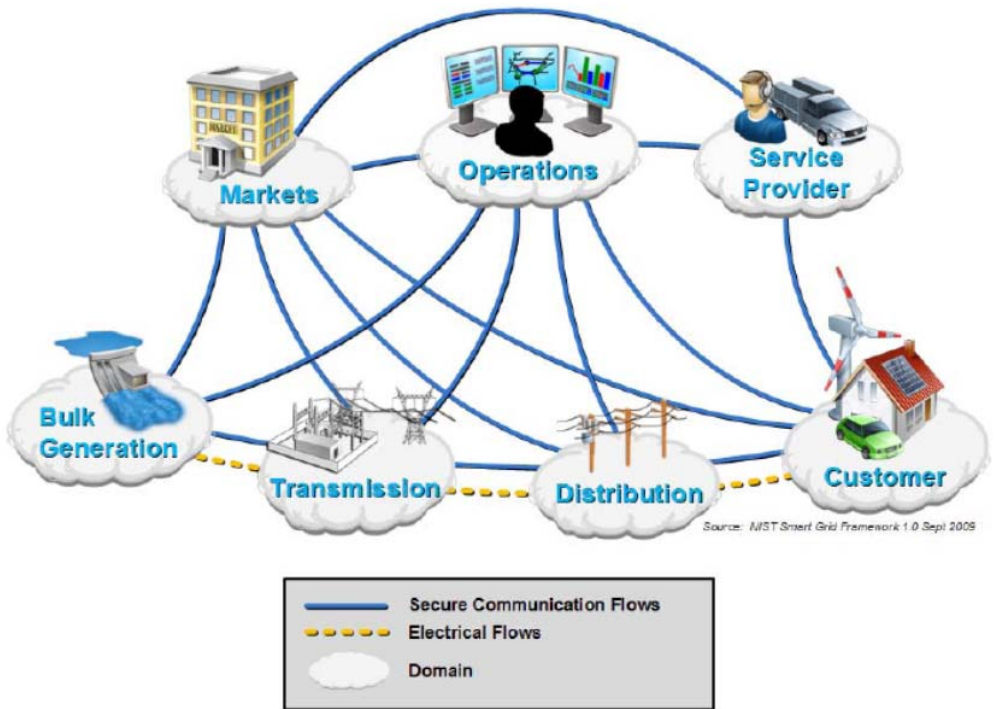 MARKET
Operations
Service
Provider
Markets
Bulk
Generation
Transmission
Distribution
Customer
Source: NIST Smart Grid Framework 1.0 Sept 2009
Secure Communication Flows
Electrical Flows
Domain